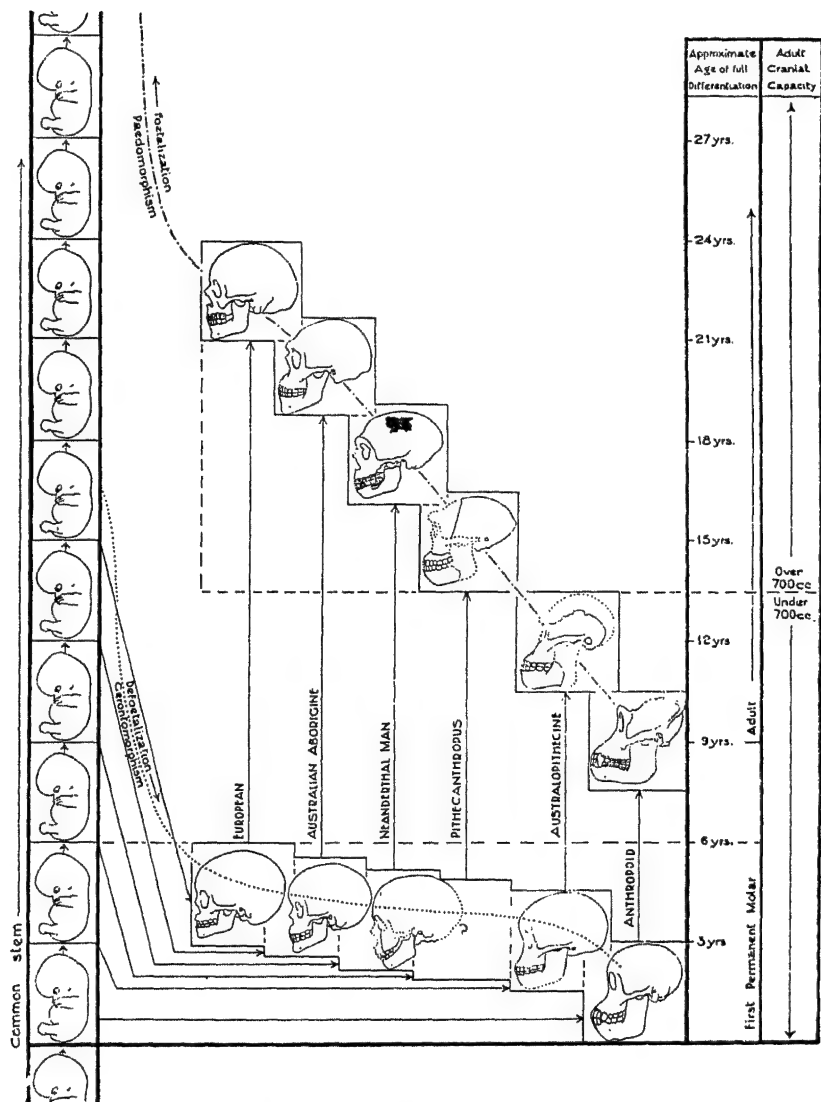 Approximate
Age of full
Differentiation
Adult
Cranial
Capacity
27 yrs.
24 yrs.
21 yrs.
18 yrs.
15 yrs.
12 yrs.
9 yrs.
6 yrs.
3 yrs
Over
700cc
Under
700cc.
Adult
First Permanent Molar
Foetalization
Paedomorphism
Defoetalization
Gerontomorphism
EUROPEAN
AUSTRALIAN ABORIGINE
NEANDERTHAL MAN
PITHECANTHROPUS
AUSTRALOPITHECINE
ANTHROPOID
Common stem